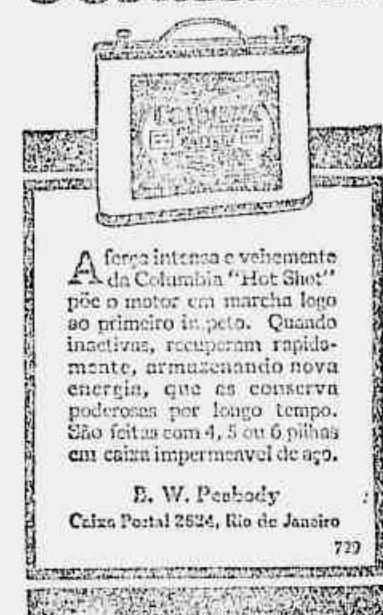 COLUMBIA
A força intensa e vehemente
da Columbia "Hot Shot"
põe o motor em marcha logo
ao primeiro impeto. Quando
inactivas, recuperam rapida-
mente, armazenando nova
energia, que as conserva
poderosas por longo tempo.
São feitas com 4, 5 ou 6 pilhas
em caixa impermeavel de aço.
E. W. Peabody
Caixa Postal 2624, Rio de Janeiro
729